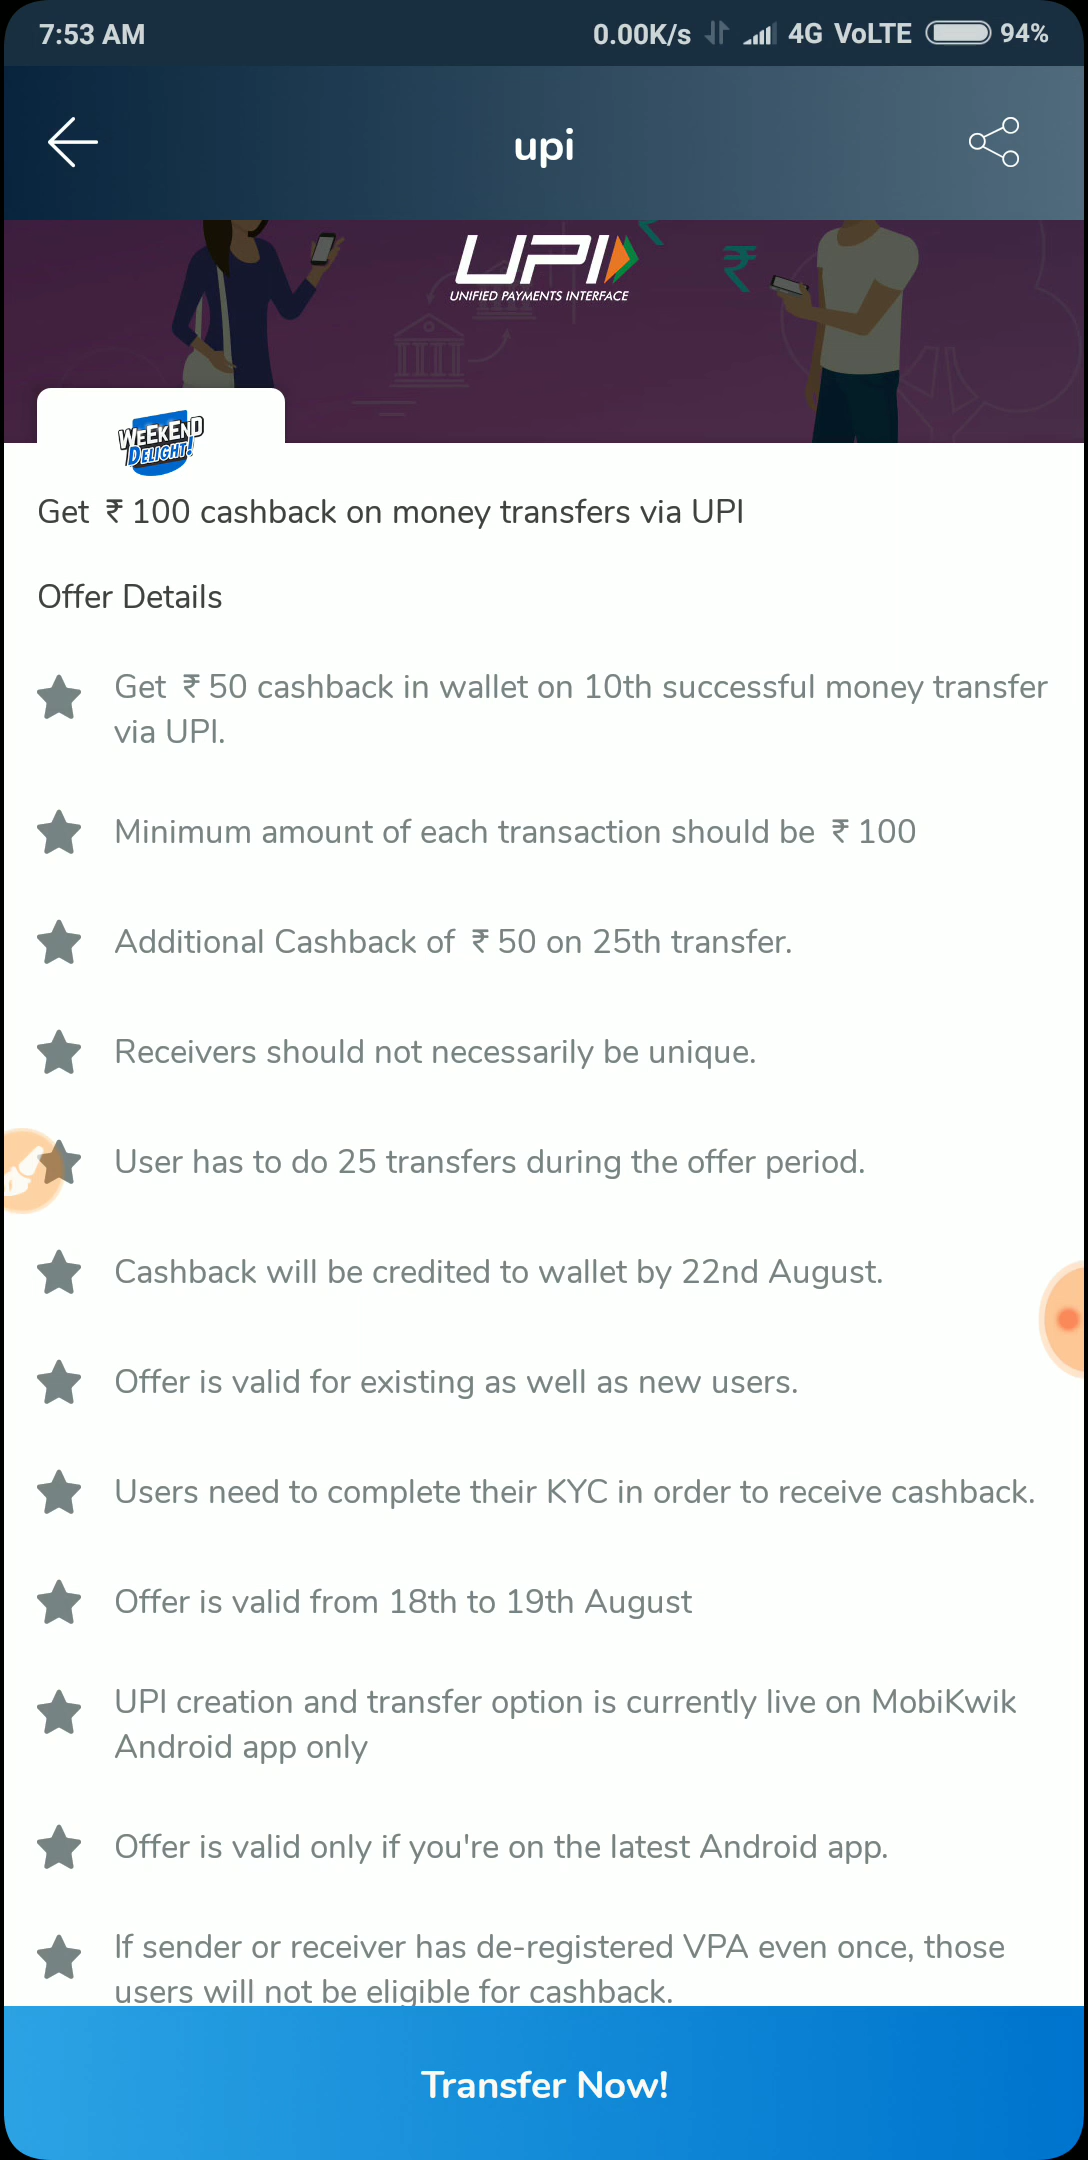 7:53 AM 0.00K/s 4G VoLTE 94%
upi
UPI
UNIFIED PAYMENTS INTERFACE
₹
WEEKEND
DELIGHT!
Get ₹ 100 cashback on money transfers via UPI
Offer Details
Get ₹ 50 cashback in wallet on 10th successful money transfer
via UPI.
Minimum amount of each transaction should be ₹ 100
Additional Cashback of ₹ 50 on 25th transfer.
Receivers should not necessarily be unique.
User has to do 25 transfers during the offer period.
Cashback will be credited to wallet by 22nd August.
Offer is valid for existing as well as new users.
Users need to complete their KYC in order to receive cashback.
Offer is valid from 18th to 19th August
UPI creation and transfer option is currently live on MobiKwik
Android app only
Offer is valid only if you're on the latest Android app.
If sender or receiver has de-registered VPA even once, those
users will not be eligible for cashback.
Transfer Now!